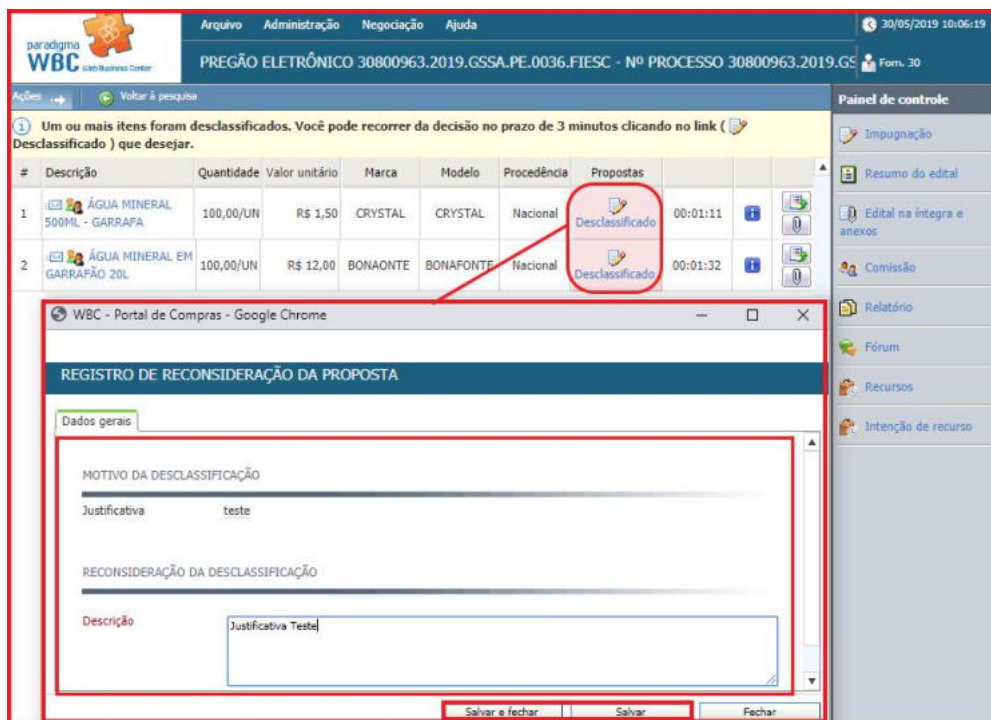 Arquivo Administração Negociação Ajuda
30/05/2019 10:06:19
paradigma
WBC Web Business Center
PREGÃO ELETRÔNICO 30800963.2019.GSSA.PE.0036.FIESC - Nº PROCESSO 30800963.2019.GS
Forn. 30
Ações Voltar à pesquisa
Painel de controle
Um ou mais itens foram desclassificados. Você pode recorrer da decisão no prazo de 3 minutos clicando no link (
Desclassificado ) que desejar.
Impugnação
Resumo do edital
Edital na íntegra e
anexos
Comissão
Relatório
Fórum
Recursos
Intenção de recurso
# Descrição Quantidade Valor unitário Marca Modelo Procedência Propostas
1 ÁGUA MINERAL
500ML - GARRAFA 100,00/UN R$ 1,50 CRYSTAL CRYSTAL Nacional Desclassificado 00:01:11
2 ÁGUA MINERAL EM
GARRAFÃO 20L 100,00/UN R$ 12,00 BONAONTE BONAFONTE Nacional Desclassificado 00:01:32
WBC - Portal de Compras - Google Chrome
REGISTRO DE RECONSIDERAÇÃO DA PROPOSTA
Dados gerais
MOTIVO DA DESCLASSIFICAÇÃO
Justificativa teste
RECONSIDERAÇÃO DA DESCLASSIFICAÇÃO
Descrição Justificativa Teste
Salvar e fechar Salvar Fechar